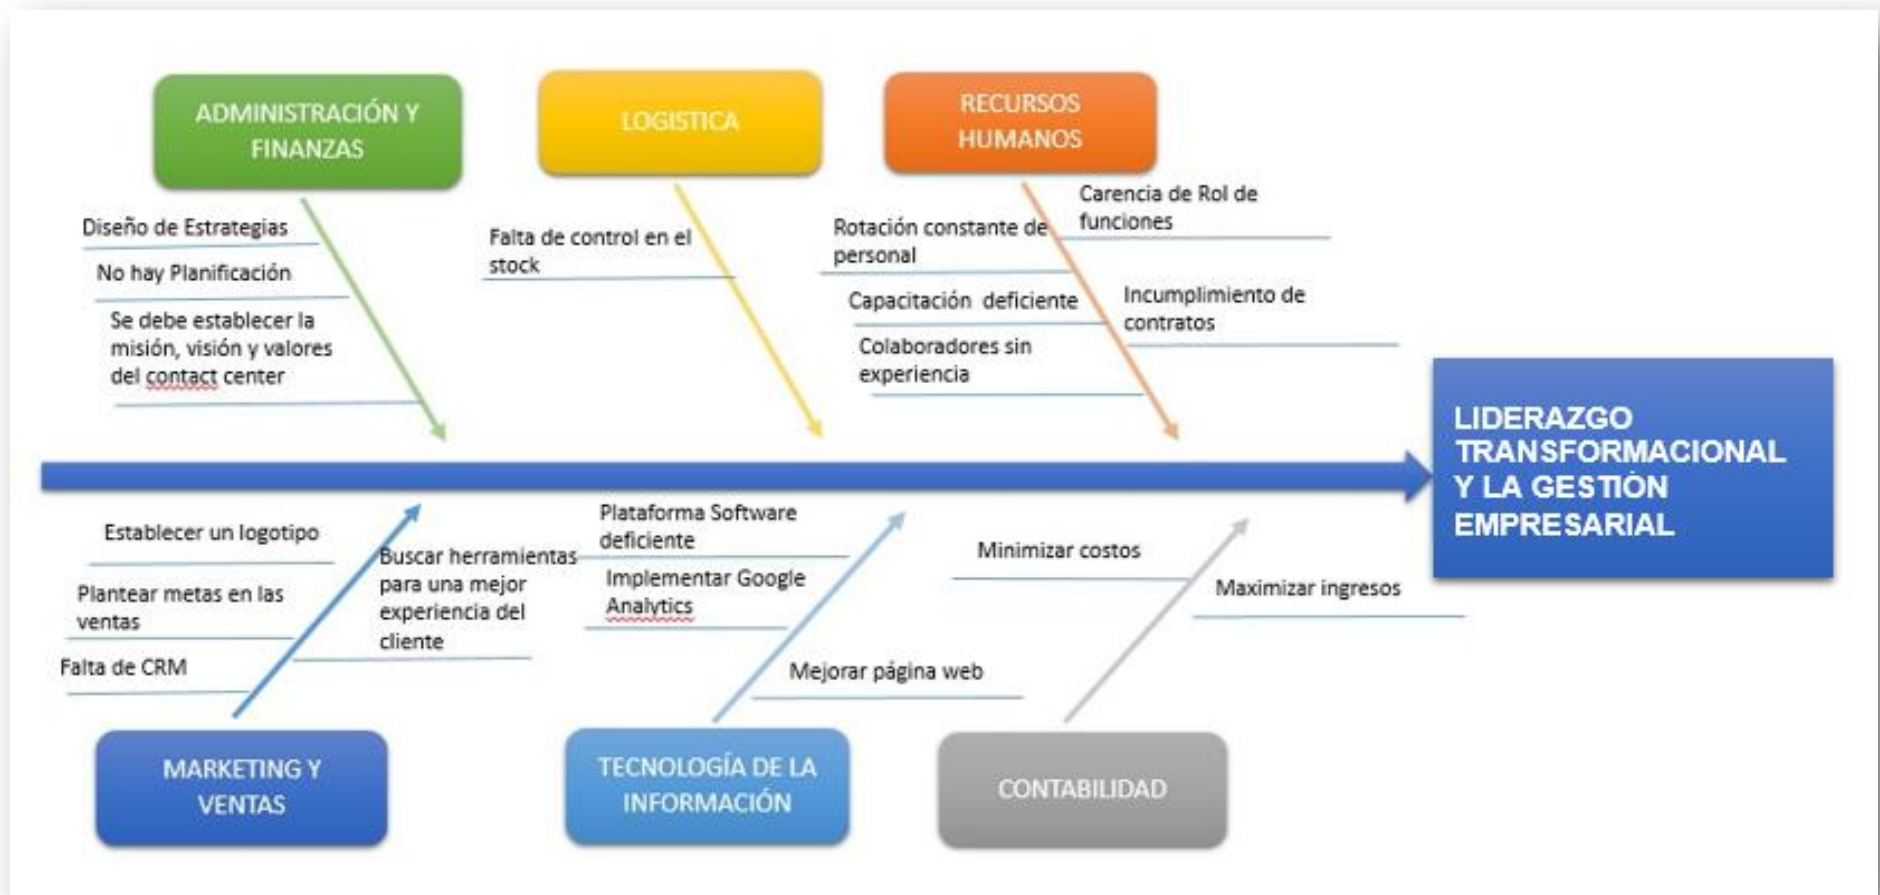 ADMINISTRACIÓN Y
FINANZAS
LOGISTICA
RECURSOS
HUMANOS
Diseño de Estrategias
No hay Planificación
Se debe establecer la
misión, visión y valores
del contact center
Falta de control en el
stock
Rotación constante de
personal
Capacitación deficiente
Colaboradores sin
experiencia
Carencia de Rol de
funciones
Incumplimiento de
contratos
LIDERAZGO
TRANSFORMACIONAL
Y LA GESTIÓN
EMPRESARIAL
Establecer un logotipo
Plantear metas en las
ventas
Falta de CRM
Buscar herramientas
para una mejor
experiencia del
cliente
Plataforma Software
deficiente
Implementar Google
Analytics
Mejorar página web
Minimizar costos
Maximizar ingresos
MARKETING Y
VENTAS
TECNOLOGÍA DE LA
INFORMACIÓN
CONTABILIDAD